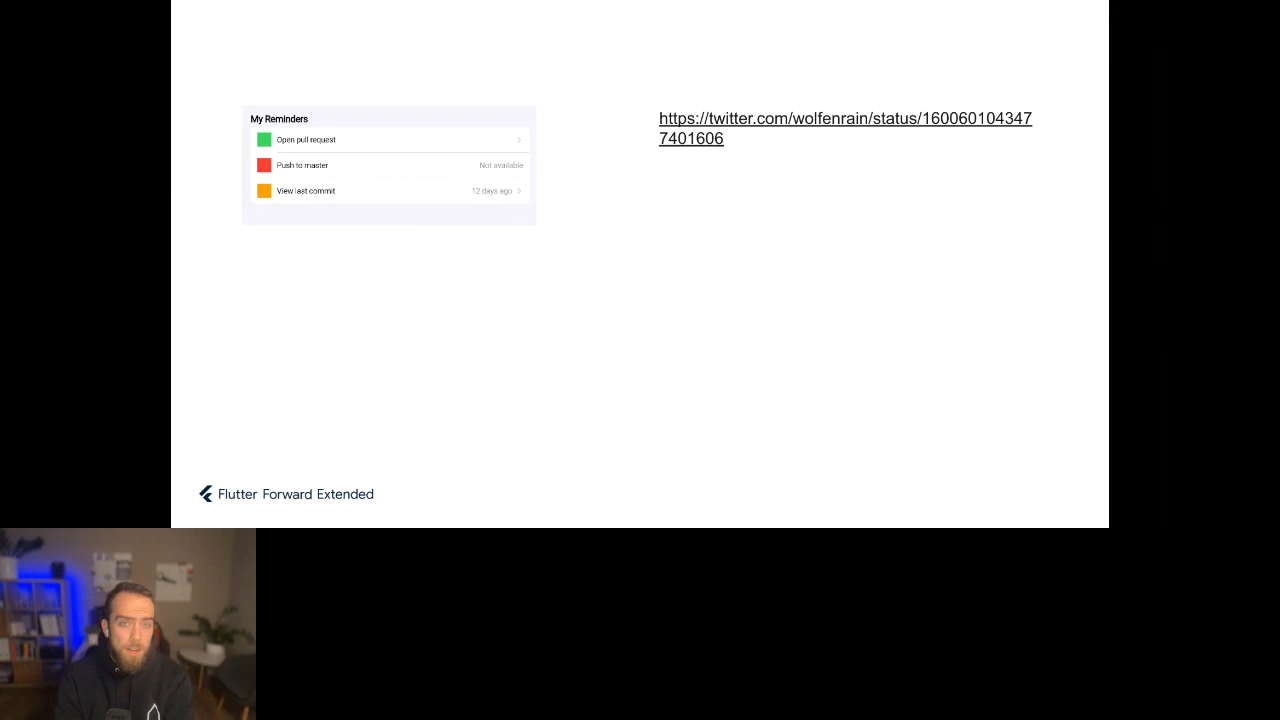 My Reminders
Open pull request
Push to master Not available
View last commit 12 days ago
https://twitter.com/wolfenrain/status/160060104347
7401606
Flutter Forward Extended